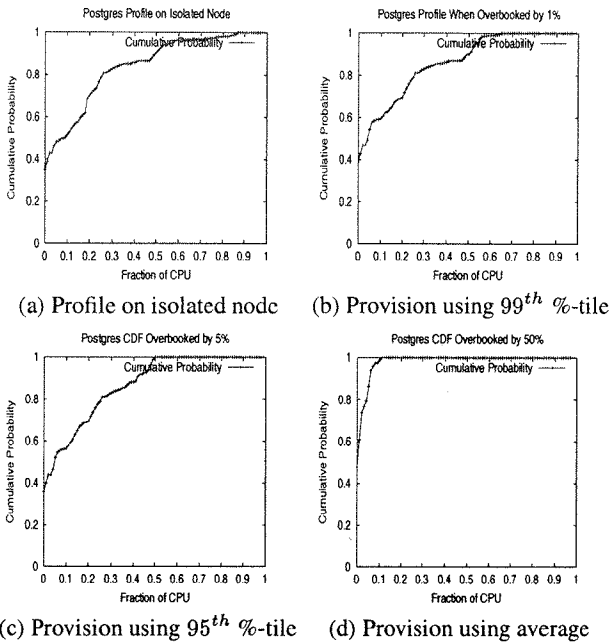 Postgres Profile on Isolated Node
Cumulative Probability
1
0.8
0.6
0.4
0.2
0
Cumulative Probability
0 0.1 0.2 0.3 0.4 0.5 0.6 0.7 0.8 0.9 1
Fraction of CPU
(a) Profile on isolated node
Postgres Profile When Overbooked by 1%
Cumulative Probability
1
0.8
0.6
0.4
0.2
0
Cumulative Probability
0 0.1 0.2 0.3 0.4 0.5 0.6 0.7 0.8 0.9 1
Fraction of CPU
(b) Provision using 99th %-tile
Postgres CDF Overbooked by 5%
Cumulative Probability
1
0.8
0.6
0.4
0.2
0
Cumulative Probability
0 0.1 0.2 0.3 0.4 0.5 0.6 0.7 0.8 0.9 1
Fraction of CPU
(c) Provision using 95th %-tile
Postgres CDF Overbooked by 50%
Cumulative Probability
1
0.8
0.6
0.4
0.2
0
Cumulative Probability
0 0.1 0.2 0.3 0.4 0.5 0.6 0.7 0.8 0.9 1
Fraction of CPU
(d) Provision using average